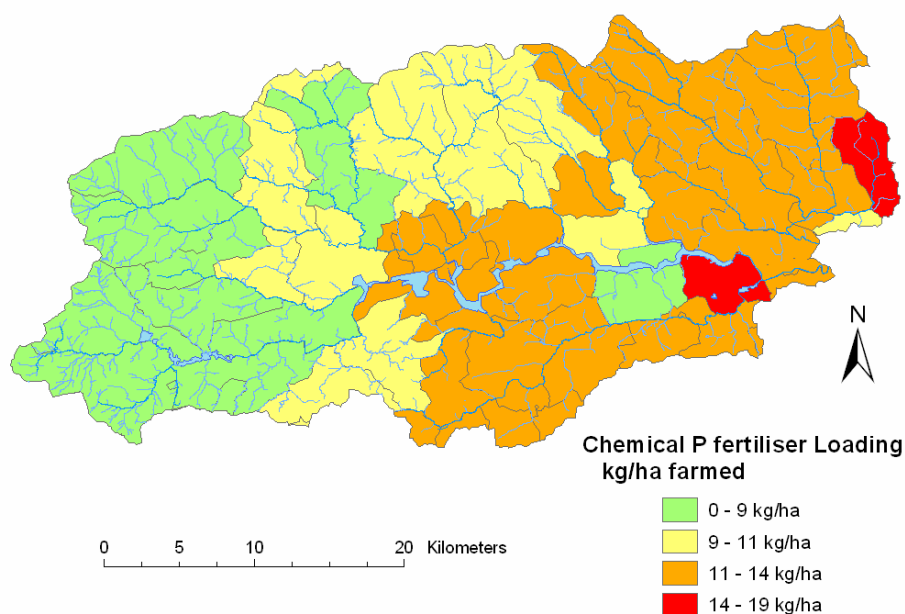 N
Chemical P fertiliser Loading
kg/ha farmed
0 - 9 kg/ha
9 - 11 kg/ha
11 - 14 kg/ha
14 - 19 kg/ha
0 5 10 20 Kilometers